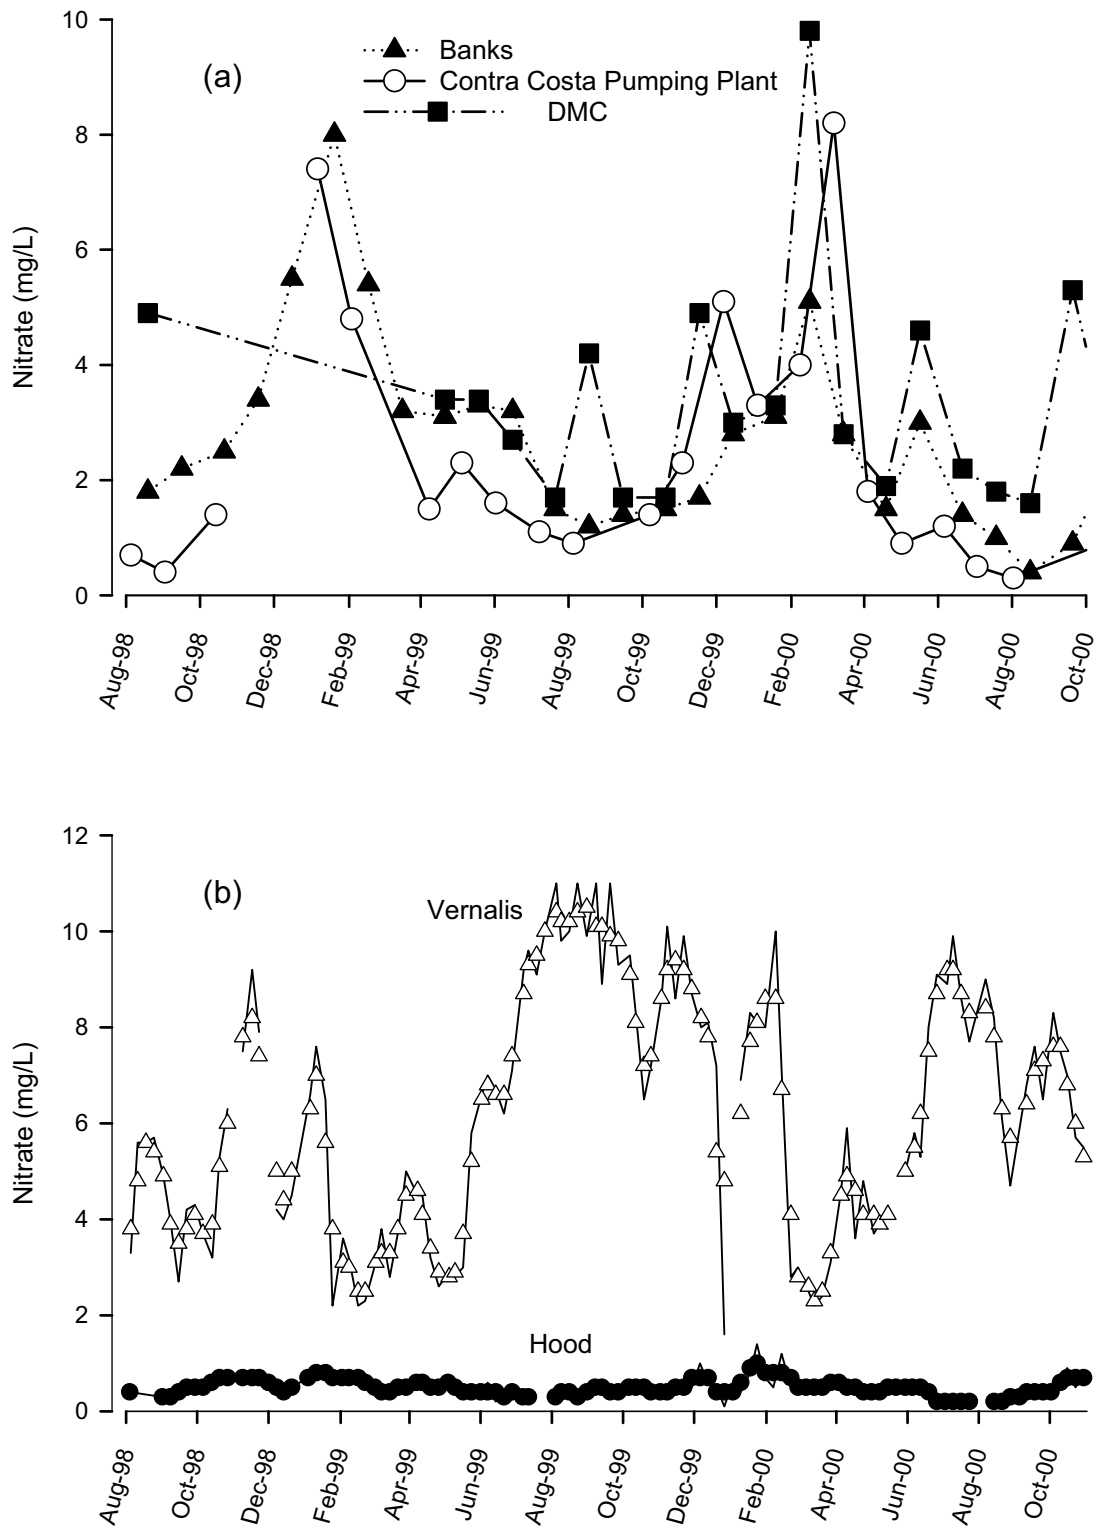 10
8
6
4
2
0
Nitrate (mg/L)
(a)
Banks
Contra Costa Pumping Plant
DMC
Aug-98
Oct-98
Dec-98
Feb-99
Apr-99
Jun-99
Aug-99
Oct-99
Dec-99
Feb-00
Apr-00
Jun-00
Aug-00
Oct-00
12
10
8
6
4
2
0
Nitrate (mg/L)
(b)
Vernalis
Hood
Aug-98
Oct-98
Dec-98
Feb-99
Apr-99
Jun-99
Aug-99
Oct-99
Dec-99
Feb-00
Apr-00
Jun-00
Aug-00
Oct-00